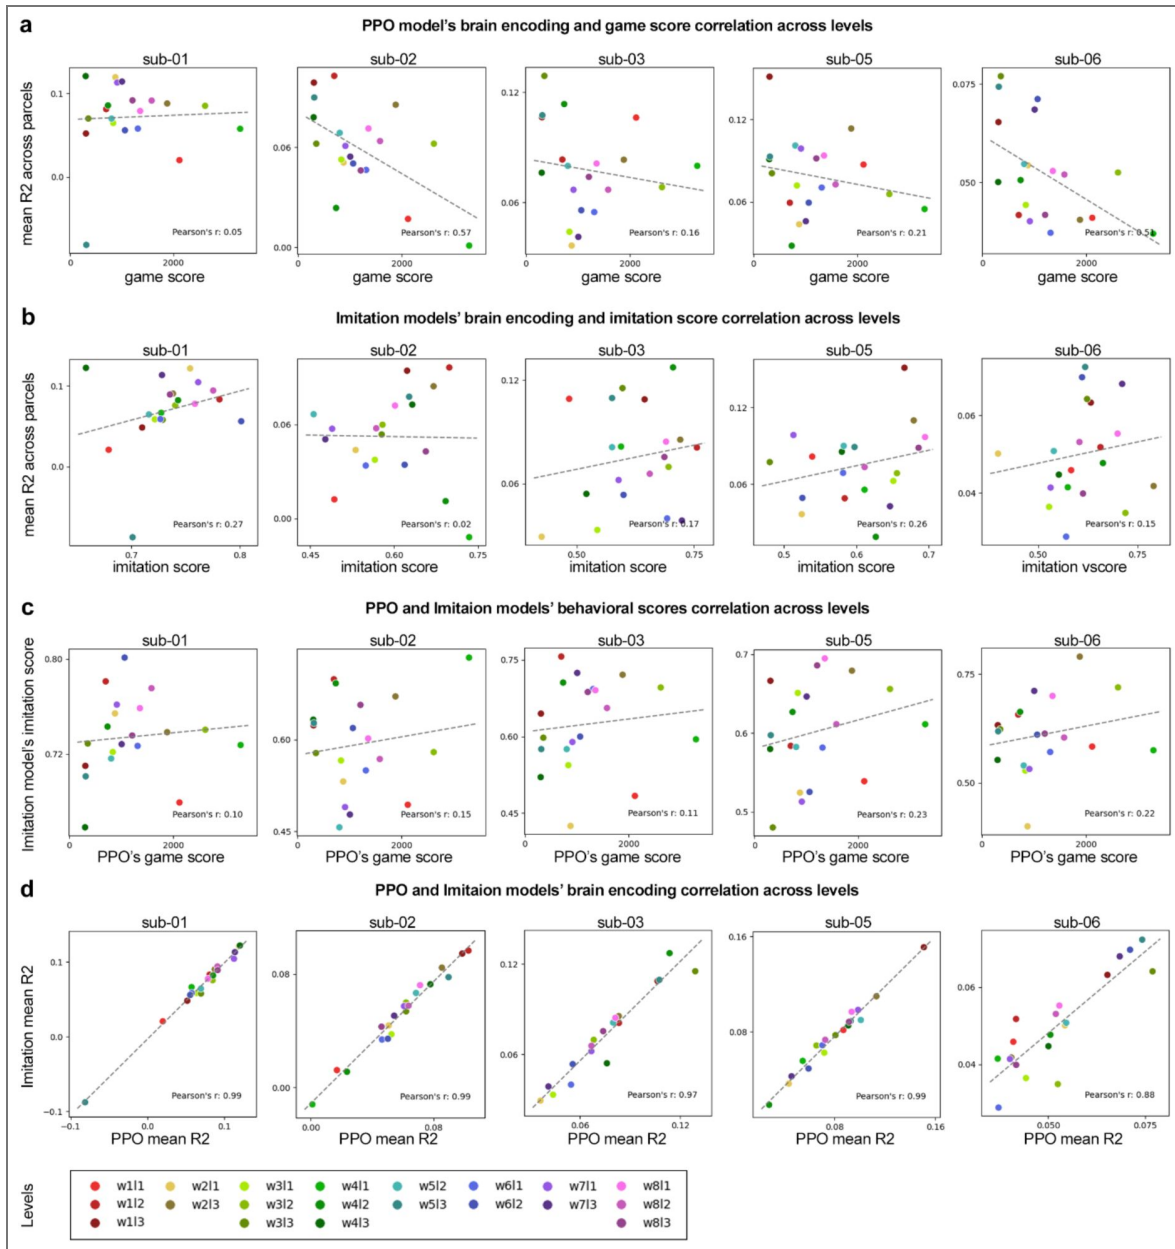 a
PPO model's brain encoding and game score correlation across levels
sub-01 sub-02 sub-03 sub-05 sub-06
mean R2 across parcels
0.1
0.0
Pearson's r: 0.05
0 2000
game score
0.06
0.00
Pearson's r: 0.57
0 2000
game score
0.12
0.06
Pearson's r: 0.16
0 2000
game score
0.12
0.06
Pearson's r: 0.21
0 2000
game score
0.075
0.050
Pearson's r: 0.51
0 2000
game score
b
Imitation models' brain encoding and imitation score correlation across levels
sub-01 sub-02 sub-03 sub-05 sub-06
mean R2 across parcels
0.1
0.0
Pearson's r: 0.27
0.7 0.8
imitation score
0.06
0.00
Pearson's r: 0.02
0.45 0.60 0.75
imitation score
0.12
0.06
Pearson's r: 0.17
0.50 0.75
imitation score
0.12
0.06
Pearson's r: 0.26
0.5 0.6 0.7
imitation score
0.06
0.04
Pearson's r: 0.15
0.50 0.75
imitation vscore
c
PPO and Imitaion models' behavioral scores correlation across levels
sub-01 sub-02 sub-03 sub-05 sub-06
Imitation model's imitation score
0.80
0.72
Pearson's r: 0.10
0 2000
PPO's game score
0.60
0.45
Pearson's r: 0.15
0 2000
PPO's game score
0.75
0.60
0.45
Pearson's r: 0.11
0 2000
PPO's game score
0.7
0.6
0.5
Pearson's r: 0.23
0 2000
PPO's game score
0.75
0.50
Pearson's r: 0.22
0 2000
PPO's game score
d
PPO and Imitaion models' brain encoding correlation across levels
sub-01 sub-02 sub-03 sub-05 sub-06
Imitation mean R2
0.1
0.0
−0.1
Pearson's r: 0.99
−0.1 0.0 0.1
PPO mean R2
0.08
0.00
Pearson's r: 0.99
0.00 0.08
PPO mean R2
0.12
0.06
Pearson's r: 0.97
0.06 0.12
PPO mean R2
0.16
0.08
0.00
Pearson's r: 0.99
0.00 0.08 0.16
PPO mean R2
0.06
0.04
Pearson's r: 0.88
0.050 0.075
PPO mean R2
Levels
w1l1 w2l1 w3l1 w4l1 w5l2 w6l1 w7l1 w8l1
w1l2 w2l3 w3l2 w4l2 w5l3 w6l2 w7l3 w8l2
w1l3 w3l3 w4l3 w8l3